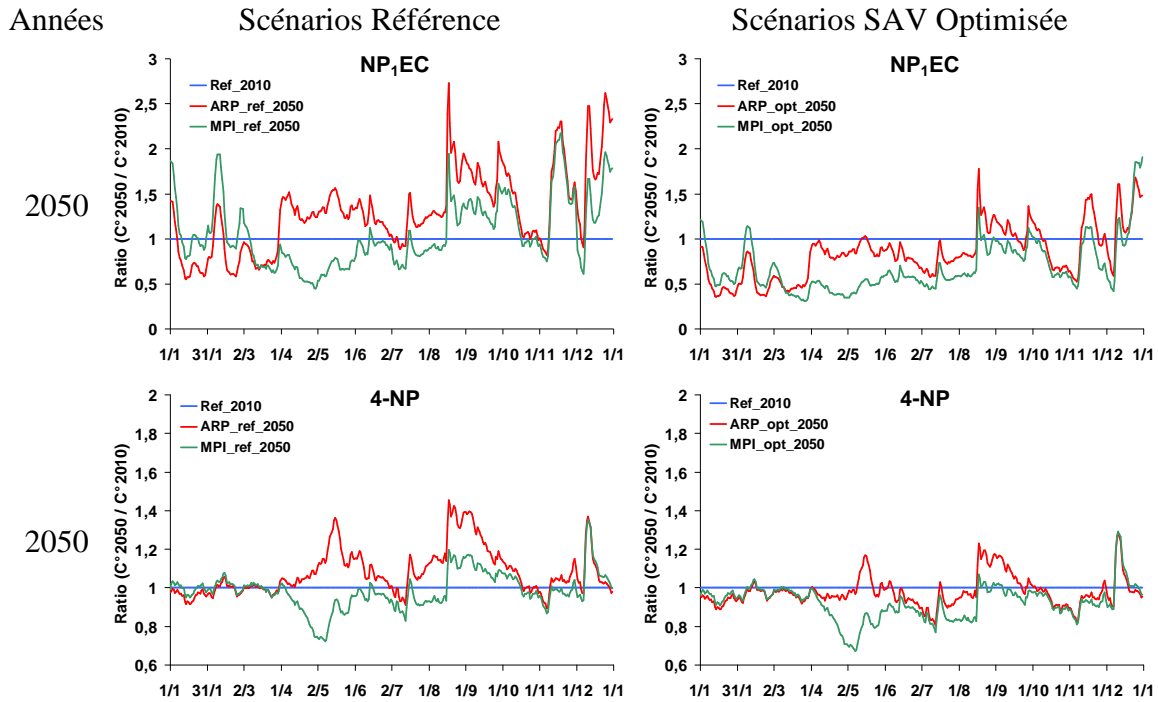 Années Scénarios Référence Scénarios SAV Optimisée
2050
NP₁EC
Ref_2010
ARP_ref_2050
MPI_ref_2050
Ratio (C°2050 / C°2010)
3
2,5
2
1,5
1
0,5
0
1/1 31/1 2/3 1/4 2/5 1/6 2/7 1/8 1/9 1/10 1/11 1/12 1/1
NP₁EC
Ref_2010
ARP_opt_2050
MPI_opt_2050
Ratio (C°2050 / C°2010)
3
2,5
2
1,5
1
0,5
0
1/1 31/1 2/3 1/4 2/5 1/6 2/7 1/8 1/9 1/10 1/11 1/12 1/1
2050
4-NP
Ref_2010
ARP_ref_2050
MPI_ref_2050
Ratio (C°2050 / C°2010)
2
1,8
1,6
1,4
1,2
1
0,8
0,6
1/1 31/1 2/3 1/4 2/5 1/6 2/7 1/8 1/9 1/10 1/11 1/12 1/1
4-NP
Ref_2010
ARP_opt_2050
MPI_opt_2050
Ratio (C°2050 / C°2010)
2
1,8
1,6
1,4
1,2
1
0,8
0,6
1/1 31/1 2/3 1/4 2/5 1/6 2/7 1/8 1/9 1/10 1/11 1/12 1/1